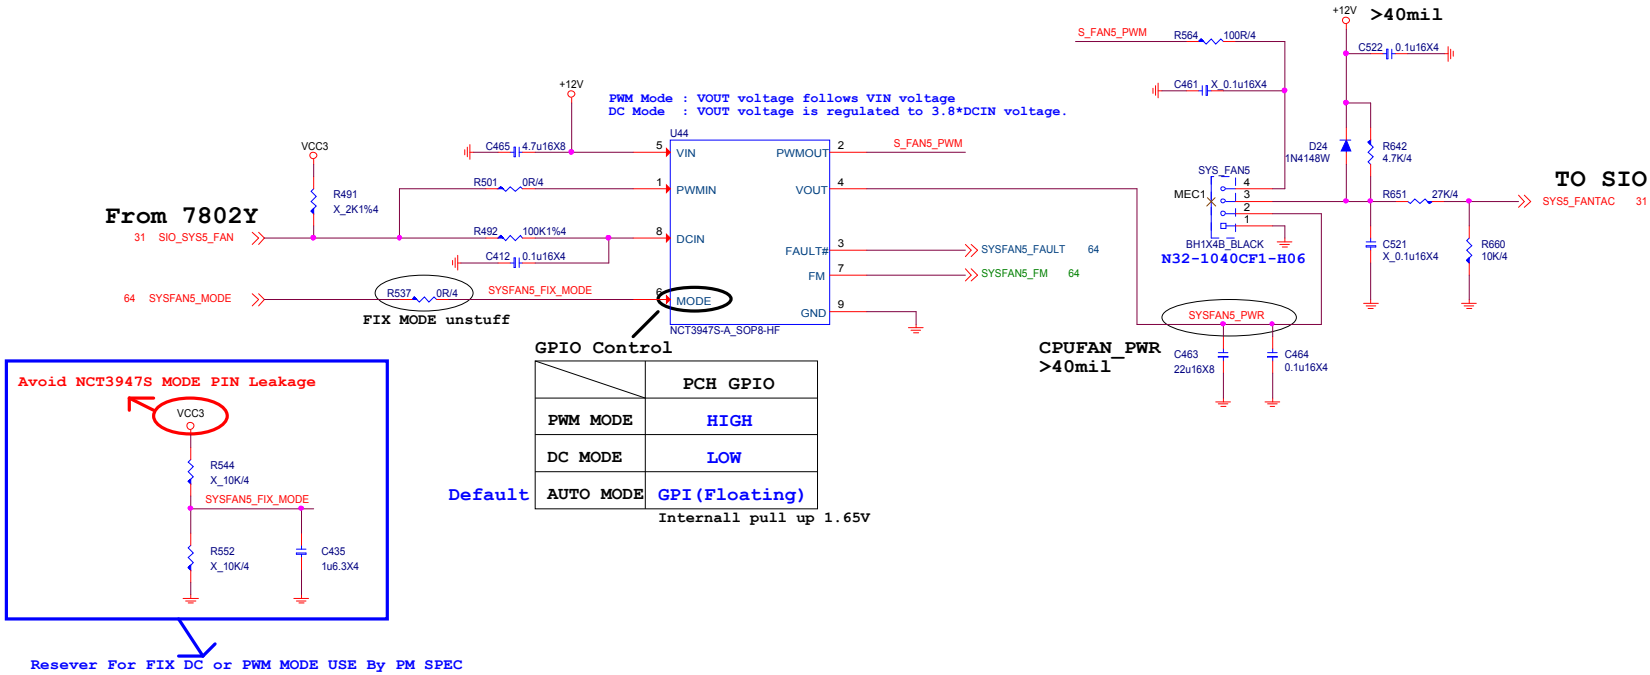 +12V
>40mil
S_FAN5_PWM
R564
100R/4
C522
0.1u16X4
+12V
C461
X_0.1u16X4
PWM Mode : VOUT voltage follows VIN voltage
DC Mode  : VOUT voltage is regulated to 3.8*DCIN voltage.
U44
VCC3
C465
4.7u16X8
5
VIN
PWMOUT
2
S_FAN5_PWM
D24
1N4148W
R642
4.7K/4
R491
X_2K1%4
R501
0R/4
1
PWMIN
VOUT
4
SYS_FAN5
MEC1
4
3
2
1
R651
27K/4
TO SIO
SYS5_FANTAC
31
From 7802Y
31
SIO_SYS5_FAN
R492
100K1%4
8
DCIN
FAULT#
3
SYSFAN5_FAULT
64
BH1X4B_BLACK
N32-1040CF1-H06
C521
X_0.1u16X4
R660
10K/4
C412
0.1u16X4
FM
7
SYSFAN5_FM
64
64
SYSFAN5_MODE
R537
0R/4
SYSFAN5_FIX_MODE
6
MODE
GND
9
FIX MODE unstuff
NCT3947S-A_SOP8-HF
SYSFAN5_PWR
GPIO Control
CPUFAN_PWR
>40mil
C463
22u16X8
C464
0.1u16X4
PCH GPIO
PWM MODE
HIGH
DC MODE
LOW
Default
AUTO MODE
GPI(Floating)
Internall pull up 1.65V
Avoid NCT3947S MODE PIN Leakage
VCC3
R544
X_10K/4
SYSFAN5_FIX_MODE
R552
X_10K/4
C435
1u6.3X4
Resever For FIX DC or PWM MODE USE By PM SPEC